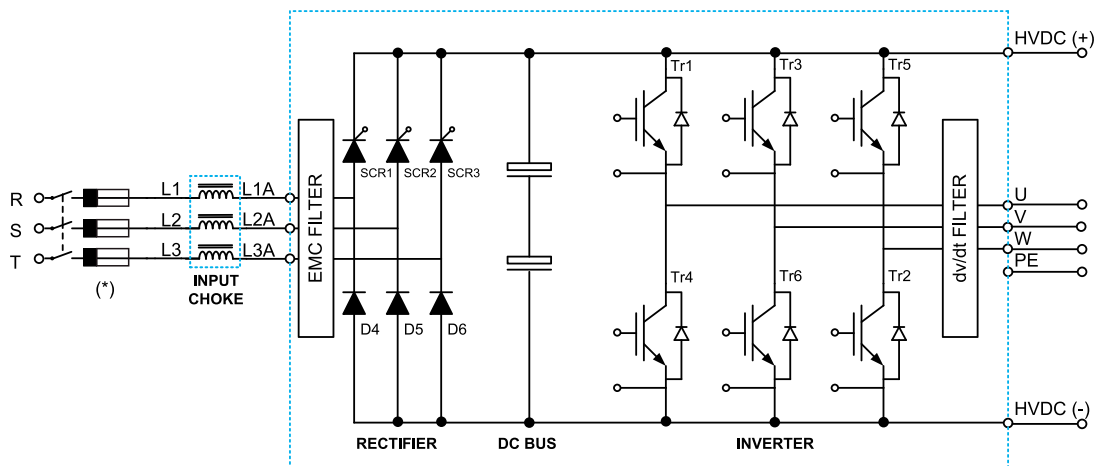 HVDC (+)
Tr1
Tr3
Tr5
SCR1
SCR2
SCR3
R
L1
L1A
S
L2
L2A
T
L3
L3A
(*)
INPUT
CHOKE
EMC FILTER
D4
D5
D6
Tr4
Tr6
Tr2
dv/dt FILTER
U
V
W
PE
HVDC (-)
RECTIFIER
DC BUS
INVERTER